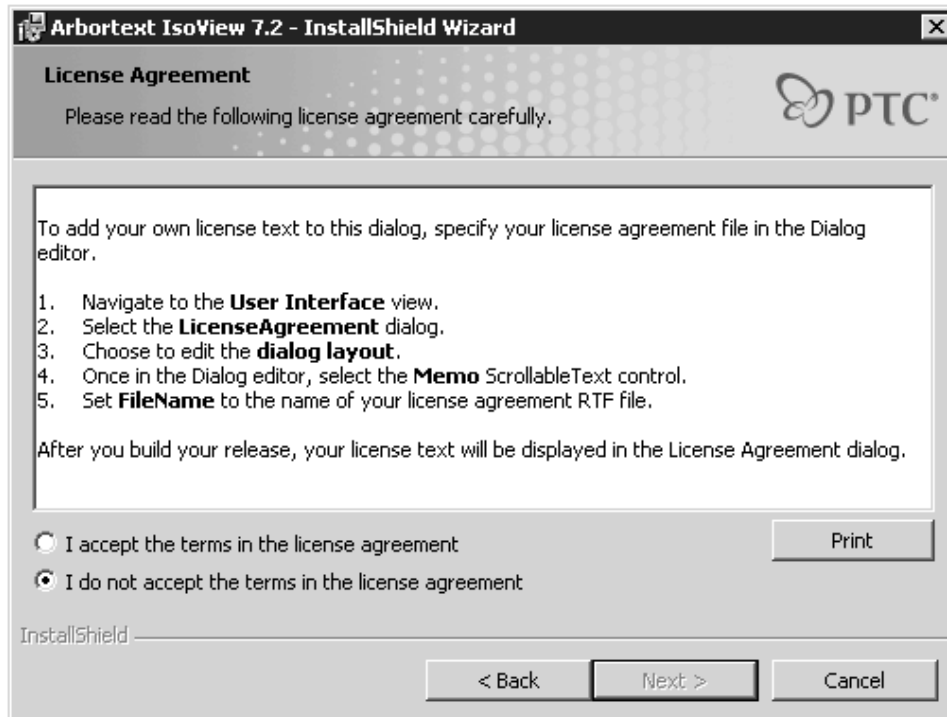 Arbortext IsoView 7.2 - InstallShield Wizard
License Agreement
Please read the following license agreement carefully.
PTC®
To add your own license text to this dialog, specify your license agreement file in the Dialog
editor.
1. Navigate to the User Interface view.
2. Select the LicenseAgreement dialog.
3. Choose to edit the dialog layout.
4. Once in the Dialog editor, select the Memo ScrollableText control.
5. Set FileName to the name of your license agreement RTF file.
After you build your release, your license text will be displayed in the License Agreement dialog.
I accept the terms in the license agreement
Print
I do not accept the terms in the license agreement
InstallShield
< Back
Next >
Cancel